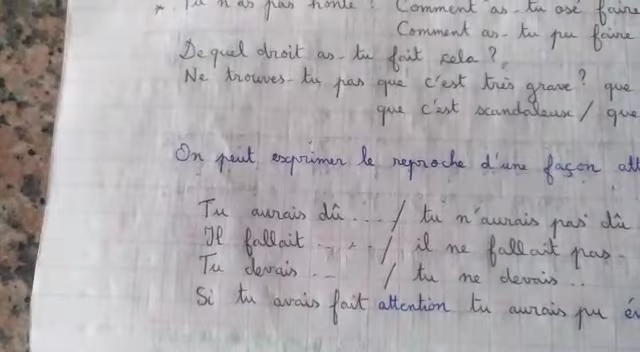 * Tu n'as pas honte ! Comment as-tu osé faire
Comment as-tu pu faire
De quel droit as-tu fait cela ?
Ne trouves-tu pas que c'est très grave ? que
que c'est scandaleux / que
On peut exprimer le reproche d'une façon att
Tu aurais dû ... / tu n'aurais pas dû
Il fallait .... / il ne fallait pas..
Tu devais ... / tu ne devais ..
Si tu avais fait attention tu aurais pu év